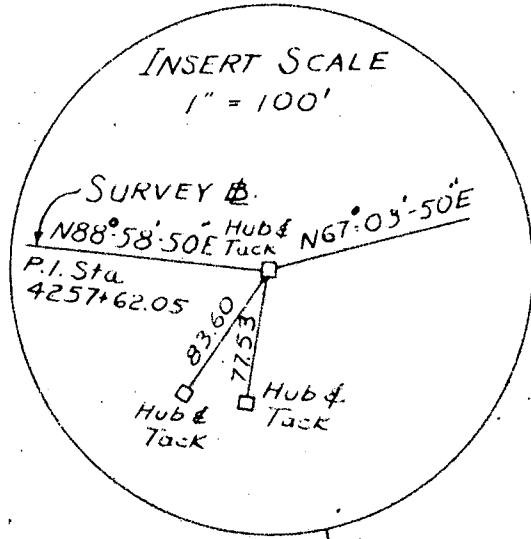 INSERT SCALE
1" = 100'
SURVEY ⅊.
N88°-58'-50"E
Hub &
Tack
N67°-03'-50"E
P.I. Sta
4257+62.05
83.60
77.53
Hub &
Tack
Hub &
Tack